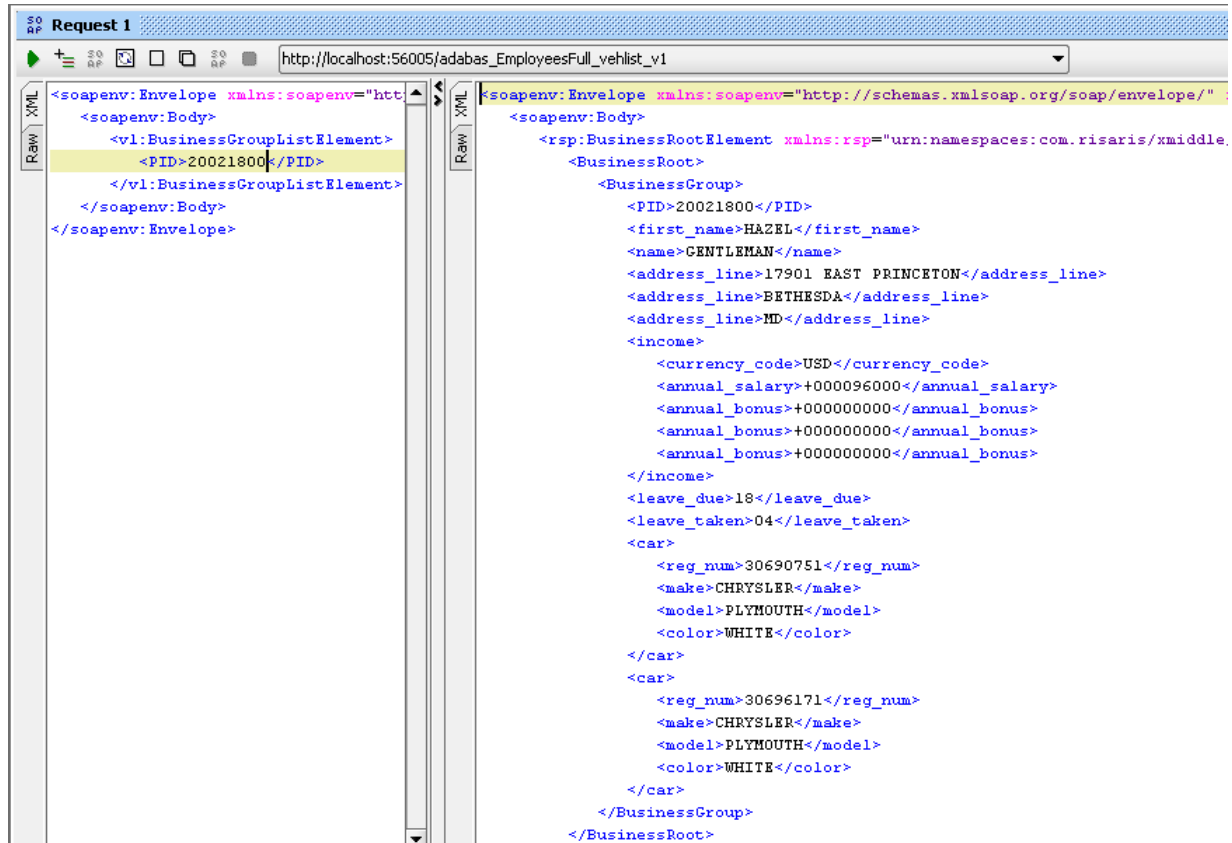 SO AP Request 1
http://localhost:56005/adabas_EmployeesFull_vehlist_v1
XML
Raw
<soapenv:Envelope xmlns:soapenv="htt
<soapenv:Body>
<vl:BusinessGroupListElement>
<PID>20021800</PID>
</vl:BusinessGroupListElement>
</soapenv:Body>
</soapenv:Envelope>
XML
Raw
<soapenv:Envelope xmlns:soapenv="http://schemas.xmlsoap.org/soap/envelope/"
<soapenv:Body>
<rsp:BusinessRootElement xmlns:rsp="urn:namespaces:com.risaris/xmiddle
<BusinessRoot>
<BusinessGroup>
<PID>20021800</PID>
<first_name>HAZEL</first_name>
<name>GENTLEMAN</name>
<address_line>17901 EAST PRINCETON</address_line>
<address_line>BETHESDA</address_line>
<address_line>MD</address_line>
<income>
<currency_code>USD</currency_code>
<annual_salary>+000096000</annual_salary>
<annual_bonus>+000000000</annual_bonus>
<annual_bonus>+000000000</annual_bonus>
<annual_bonus>+000000000</annual_bonus>
</income>
<leave_due>18</leave_due>
<leave_taken>04</leave_taken>
<car>
<reg_num>30690751</reg_num>
<make>CHRYSLER</make>
<model>PLYMOUTH</model>
<color>WHITE</color>
</car>
<car>
<reg_num>30696171</reg_num>
<make>CHRYSLER</make>
<model>PLYMOUTH</model>
<color>WHITE</color>
</car>
</BusinessGroup>
</BusinessRoot>